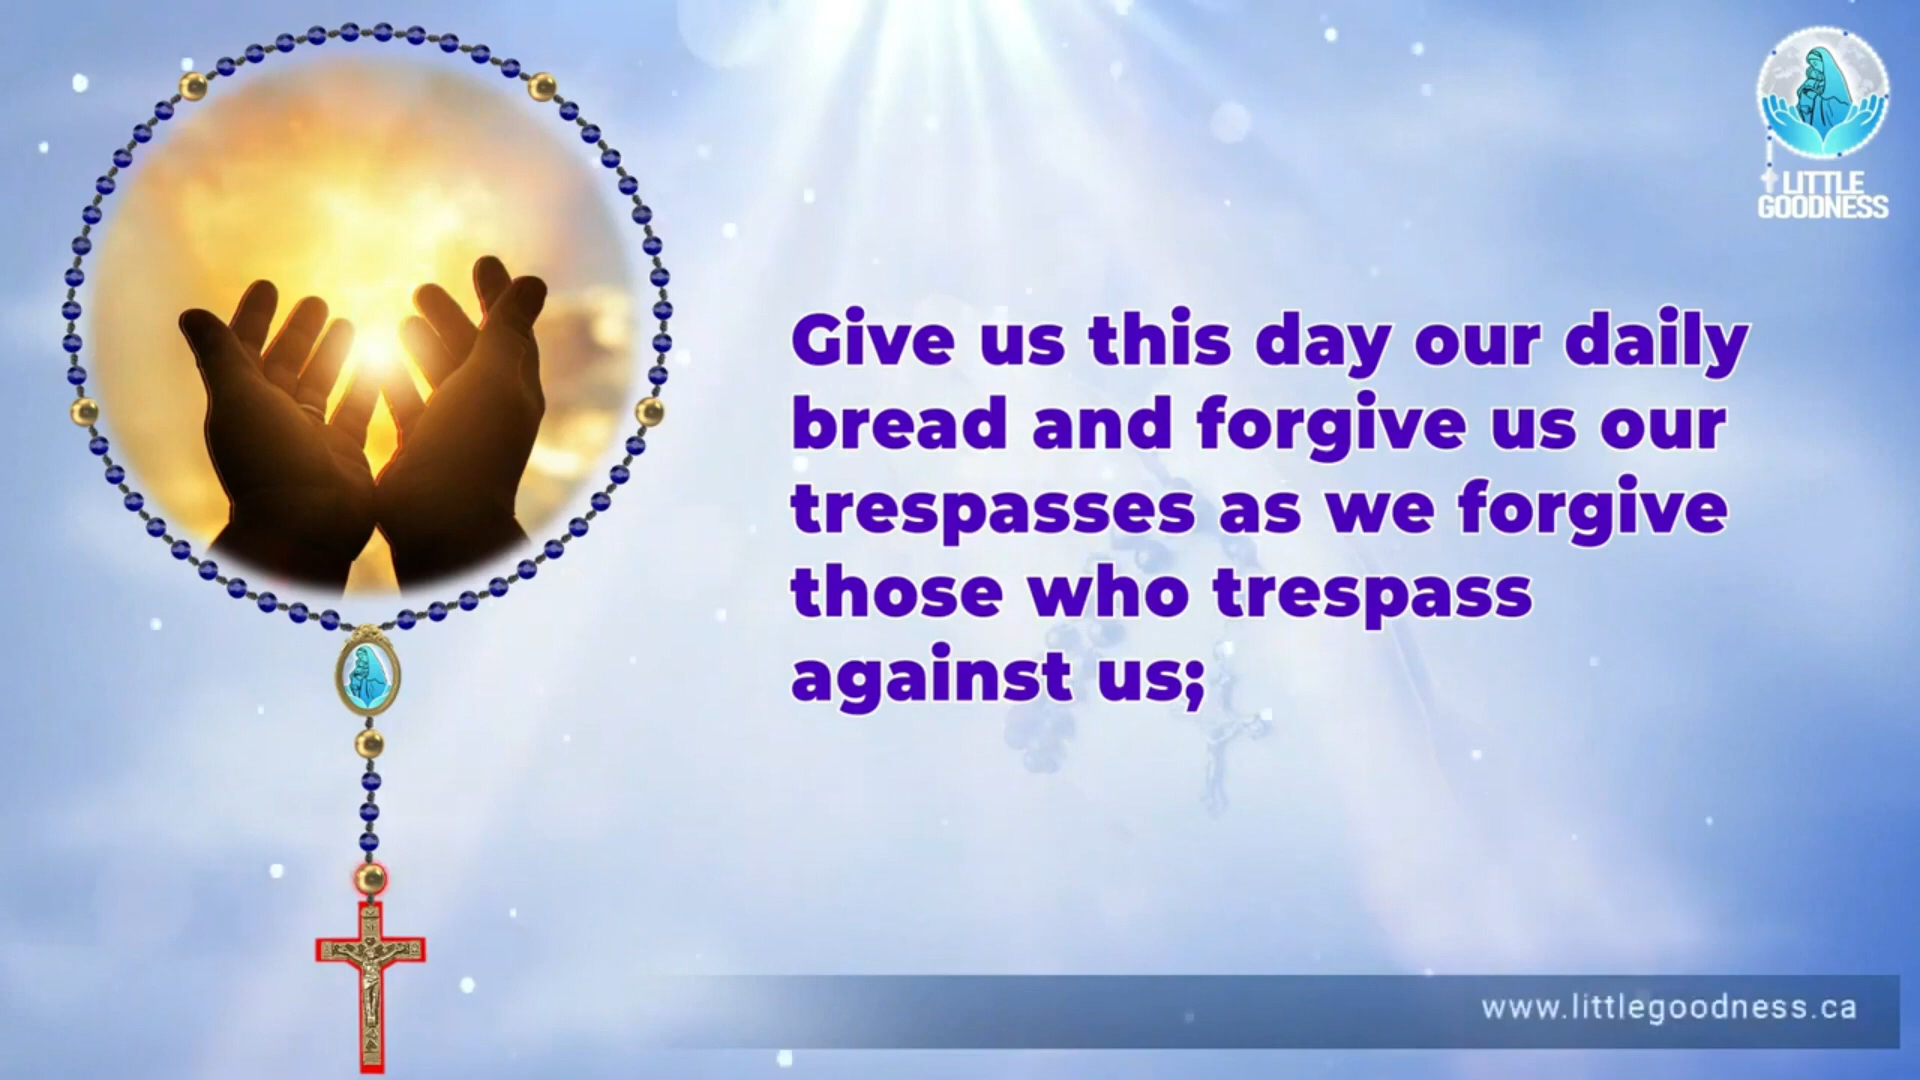 LITTLE
GOODNESS
Give us this day our daily
bread and forgive us our
trespasses as we forgive
those who trespass
against us;
www.littlegoodness.ca